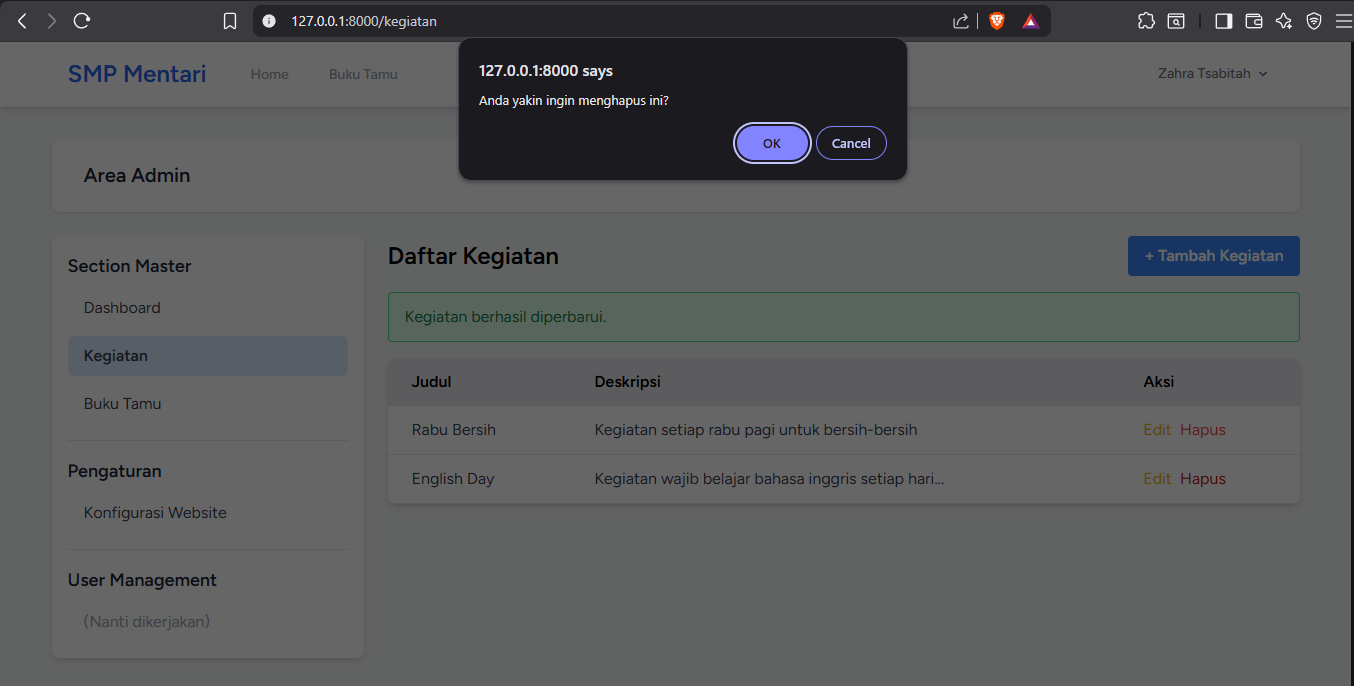 127.0.0.1:8000/kegiatan
127.0.0.1:8000 says
Anda yakin ingin menghapus ini?
OK Cancel
SMP Mentari Home Buku Tamu Zahra Tsabitah
Area Admin
Section Master
Dashboard
Kegiatan
Buku Tamu
Pengaturan
Konfigurasi Website
User Management
(Nanti dikerjakan)
Daftar Kegiatan + Tambah Kegiatan
Kegiatan berhasil diperbarui.
Judul Deskripsi Aksi
Rabu Bersih Kegiatan setiap rabu pagi untuk bersih-bersih Edit Hapus
English Day Kegiatan wajib belajar bahasa inggris setiap hari... Edit Hapus